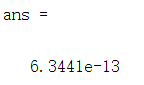 ans =
6.3441e-13